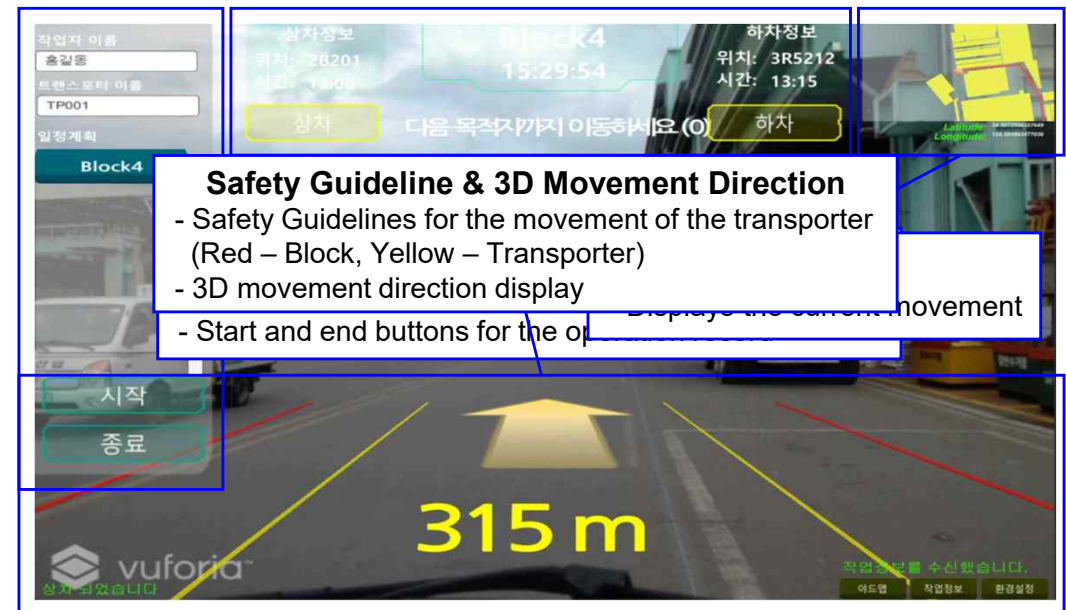 작업자 이름
홍길동
트랜스포터 이름
TP001
일정계획
Block4
시작
종료
상차정보
위치: 2B201
시간: 13:00
상차
Block4
15:29:54
다음 목적지까지 이동하세요 (0)
하차정보
위치: 3R5212
시간: 13:15
하차
Latitude:
Longitude:
Safety Guideline & 3D Movement Direction
- Safety Guidelines for the movement of the transporter
(Red – Block, Yellow – Transporter)
- 3D movement direction display
Displays the current movement
- Start and end buttons for the operation record
315 m
vuforia™
상차 되었습니다
작업정보를 수신했습니다.
야드맵
작업정보
환경설정